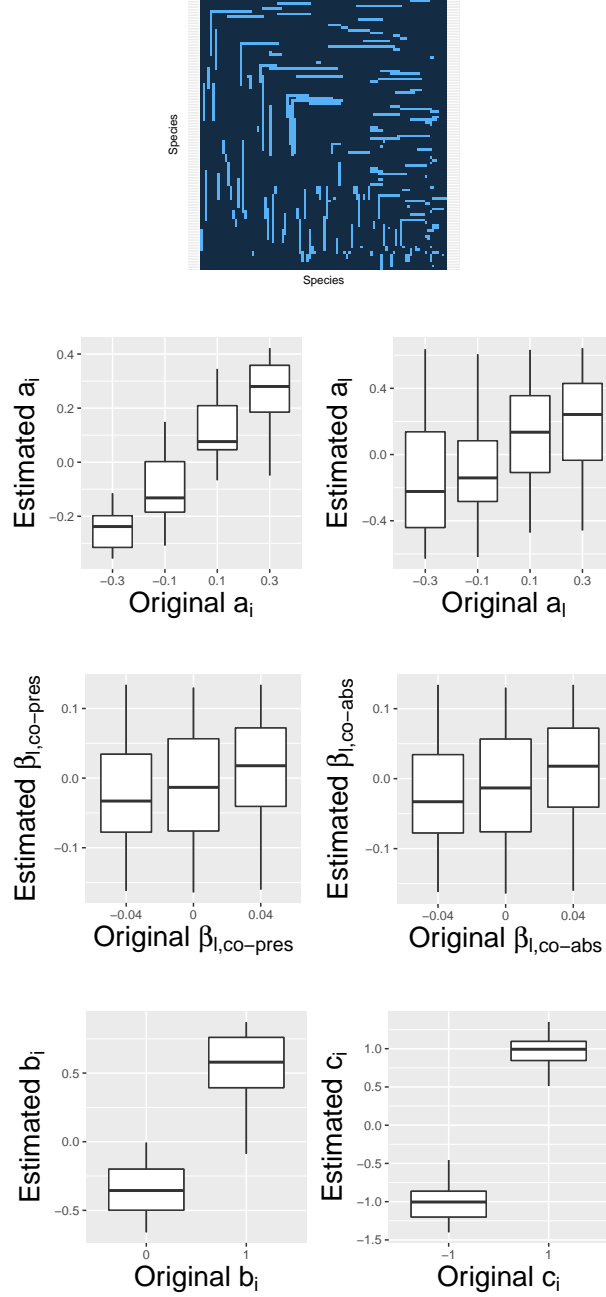 Species
Species
Estimated a_i
0.4
0.2
0.0
−0.2
−0.3
−0.1
0.1
0.3
Original a_i
Estimated a_l
0.4
0.0
−0.4
−0.3
−0.1
0.1
0.3
Original a_l
Estimated β_l,co−pres
0.1
0.0
−0.1
−0.04
0
0.04
Original β_l,co−pres
Estimated β_l,co−abs
0.1
0.0
−0.1
−0.04
0
0.04
Original β_l,co−abs
Estimated b_i
0.5
0.0
−0.5
0
1
Original b_i
Estimated c_i
1.0
0.5
0.0
−0.5
−1.0
−1.5
−1
1
Original c_i